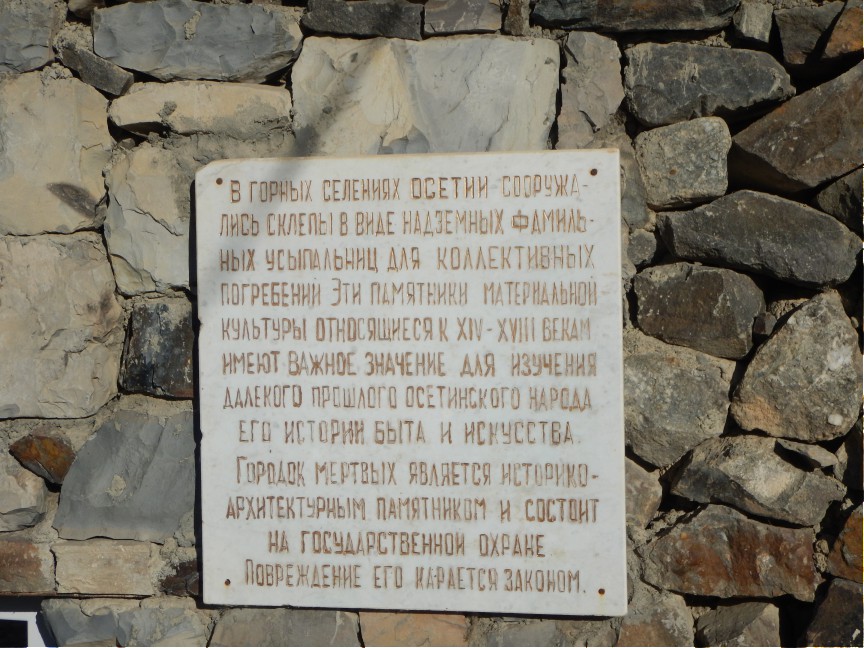 В ГОРНЫХ СЕЛЕНИЯХ ОСЕТИИ СООРУЖА-
ЛИСЬ СКЛЕПЫ В ВИДЕ НАДЗЕМНЫХ ФАМИЛЬ-
НЫХ УСЫПАЛЬНИЦ ДЛЯ КОЛЛЕКТИВНЫХ
ПОГРЕБЕНИЙ ЭТИ ПАМЯТНИКИ МАТЕРИАЛЬНОЙ
КУЛЬТУРЫ ОТНОСЯЩИЕСЯ К XIV-XVIII ВЕКАМ
ИМЕЮТ ВАЖНОЕ ЗНАЧЕНИЕ ДЛЯ ИЗУЧЕНИЯ
ДАЛЕКОГО ПРОШЛОГО ОСЕТИНСКОГО НАРОДА
ЕГО ИСТОРИИ БЫТА И ИСКУССТВА.
ГОРОДОК МЕРТВЫХ ЯВЛЯЕТСЯ ИСТОРИКО-
АРХИТЕКТУРНЫМ ПАМЯТНИКОМ И СОСТОИТ
НА ГОСУДАРСТВЕННОЙ ОХРАНЕ
ПОВРЕЖДЕНИЕ ЕГО КАРАЕТСЯ ЗАКОНОМ.